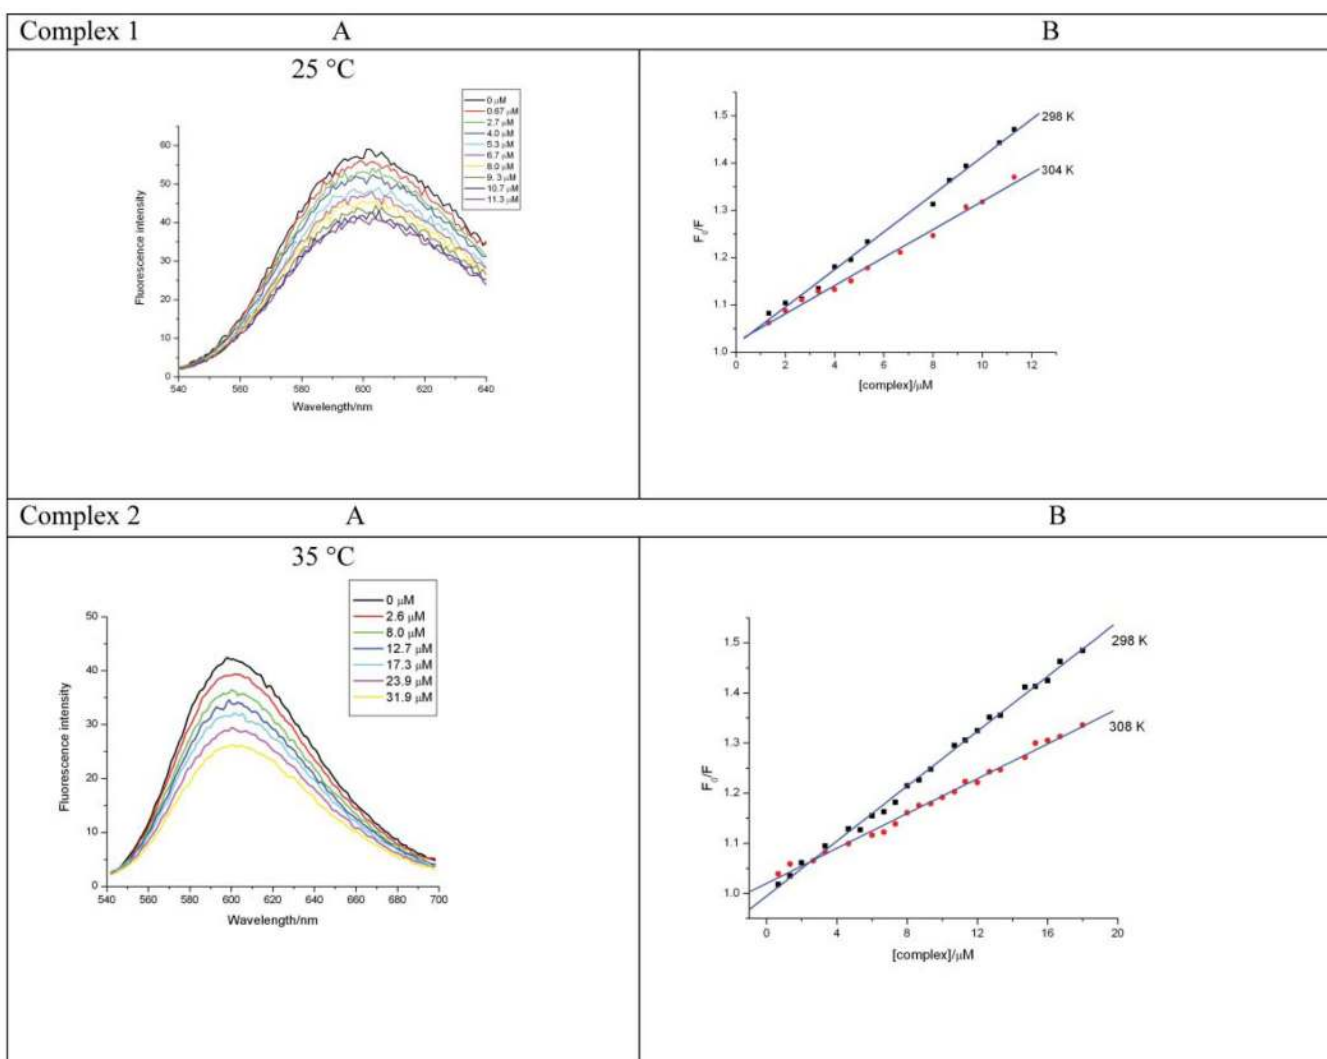 Complex 1 A B
25 °C
0 μM
0.67 μM
2.7 μM
4.0 μM
5.3 μM
6.7 μM
8.0 μM
9. 3 μM
10.7 μM
11.3 μM
60
50
40
30
20
10
0
Fluorescence intensity
540 560 580 600 620 640
Wavelength/nm
1.5
1.4
1.3
1.2
1.1
1.0
F₀/F
298 K
304 K
0 2 4 6 8 10 12
[complex]/μM
Complex 2 A B
35 °C
0 μM
2.6 μM
8.0 μM
12.7 μM
17.3 μM
23.9 μM
31.9 μM
50
40
30
20
10
0
Fluorescence intensity
540 560 580 600 620 640 660 680 700
Wavelength/nm
1.5
1.4
1.3
1.2
1.1
1.0
F₀/F
298 K
308 K
0 4 8 12 16 20
[complex]/μM